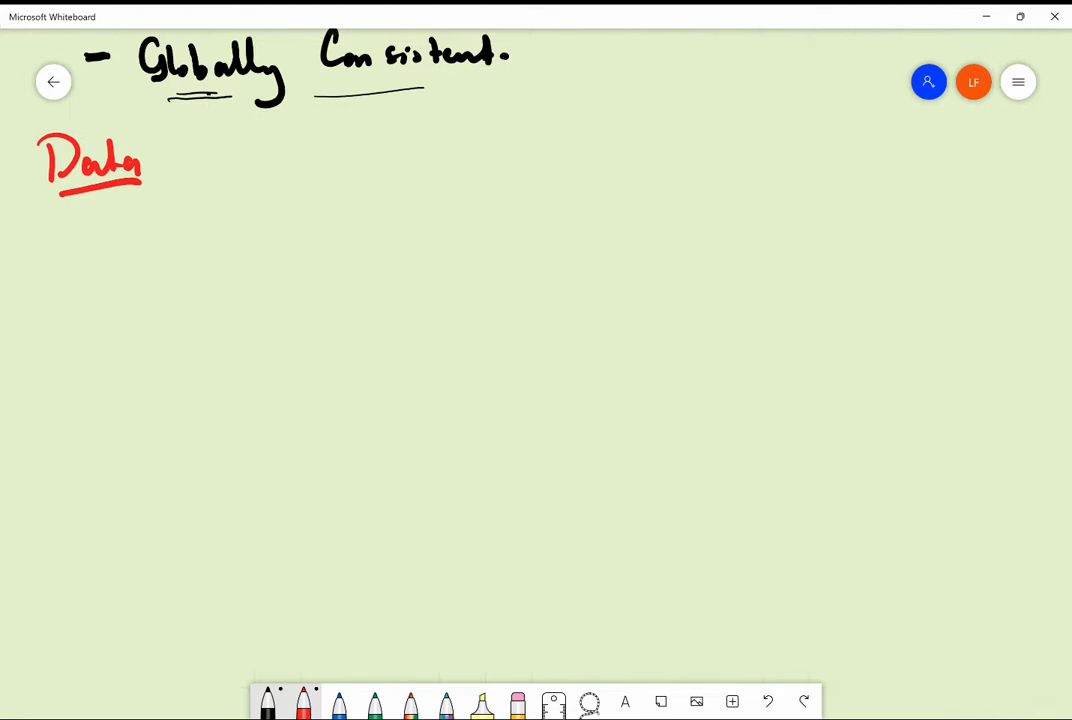 Microsoft Whiteboard
- Globally Consistent.
LF
Data
A